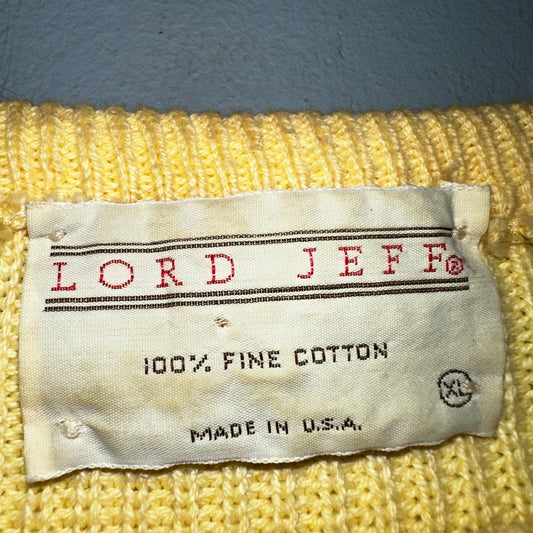 LORD JEFF®
100% FINE COTTON
XL
MADE IN U.S.A.